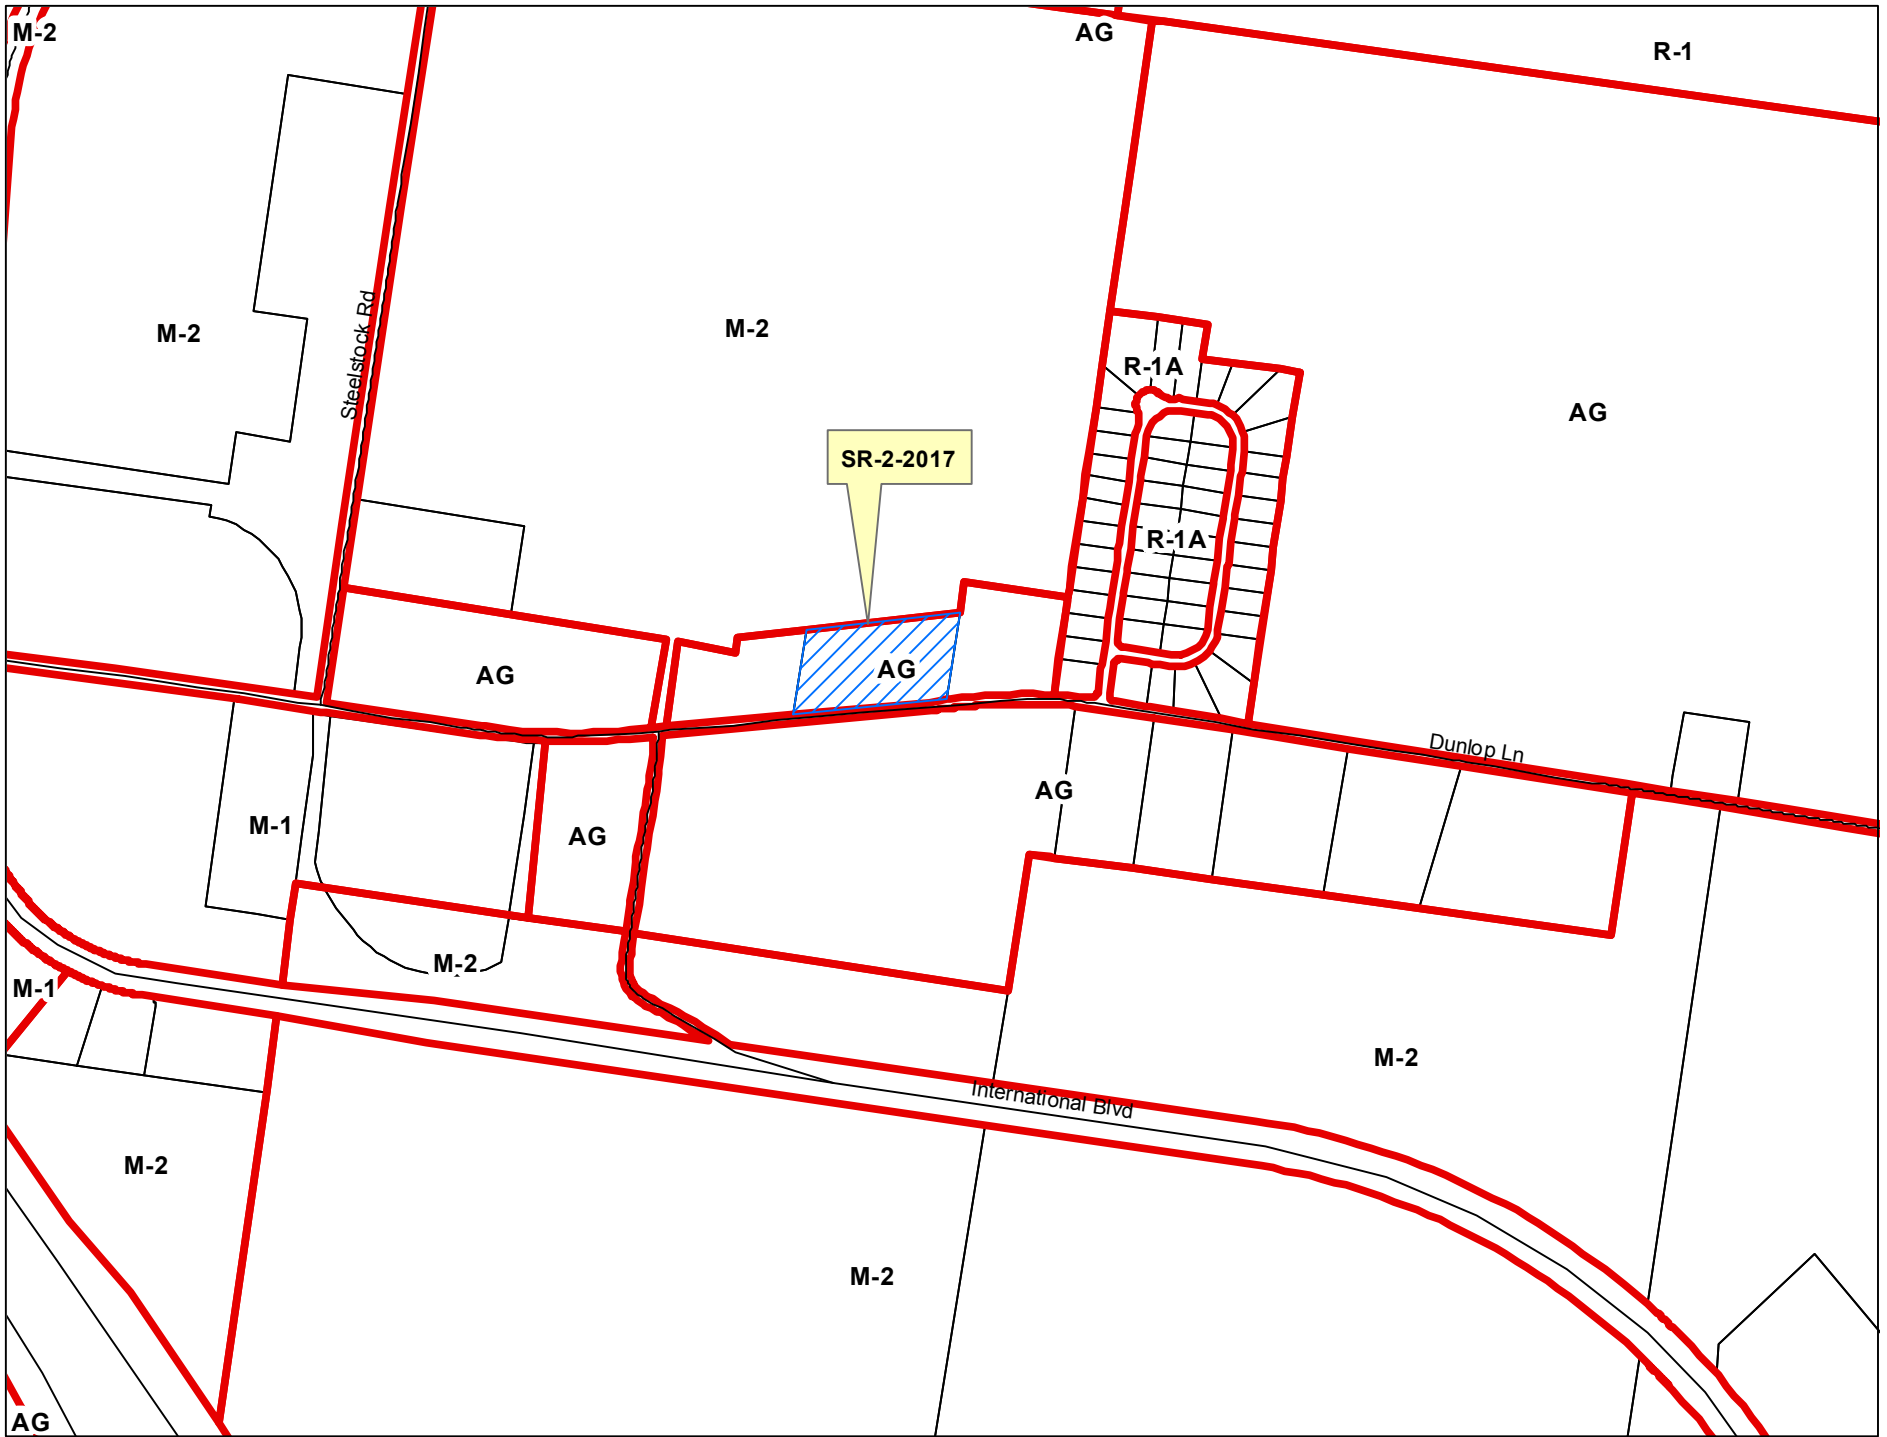 M-2
AG
R-1
M-2
Steelstock Rd
M-2
R-1A
AG
SR-2-2017
R-1A
AG
AG
Dunlop Ln
AG
M-1
AG
M-2
M-1
M-2
International Blvd
M-2
M-2
AG